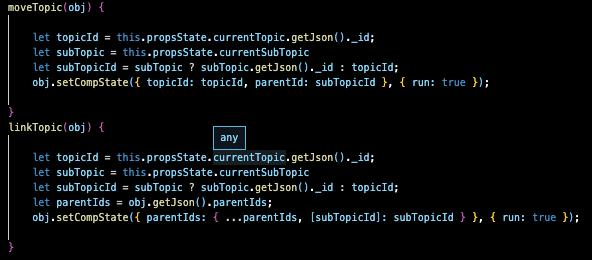 moveTopic(obj) {
let topicId = this.propsState.currentTopic.getJson()._id;
let subTopic = this.propsState.currentSubTopic
let subTopicId = subTopic ? subTopic.getJson()._id : topicId;
obj.setCompState({ topicId: topicId, parentId: subTopicId }, { run: true });
}
linkTopic(obj) {
any
let topicId = this.propsState.currentTopic.getJson()._id;
let subTopic = this.propsState.currentSubTopic
let subTopicId = subTopic ? subTopic.getJson()._id : topicId;
let parentIds = obj.getJson().parentIds;
obj.setCompState({ parentIds: { ...parentIds, [subTopicId]: subTopicId } }, { run: true });
}